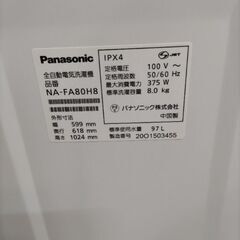 Panasonic
全自動電気洗濯機
品番
NA-FA80H8
外形寸法
幅 599 mm
奥行 618 mm
高さ 1024 mm
IPX4
JET
定格電圧 100 V～
定格周波数 50/60 Hz
最大消費電力 375 W
標準洗濯容量 8.0 kg
パナソニック株式会社
中国製
標準使用水量 97 L
製造番号 2001503455